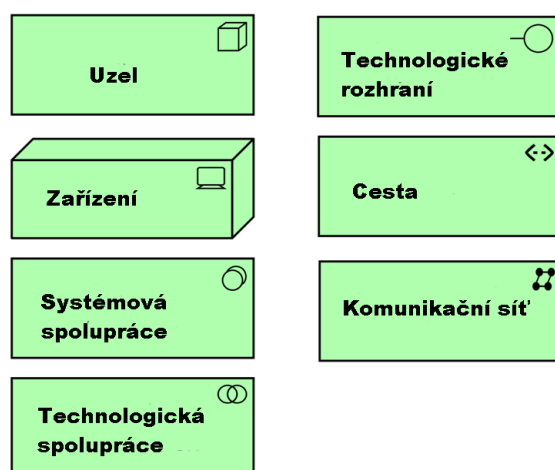 Uzel
Zařízení
Systémová
spolupráce
Technologická
spolupráce
Technologické
rozhraní
Cesta
Komunikační síť